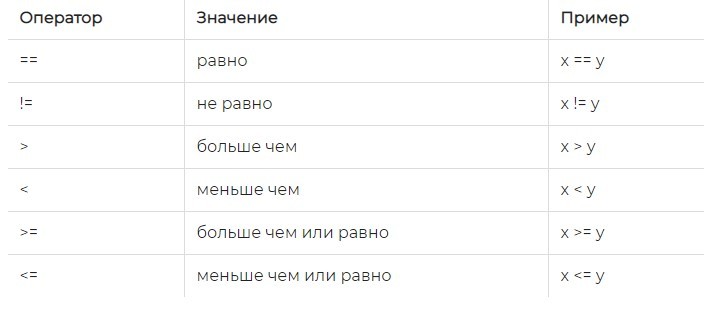 Оператор Значение Пример
== равно x == y
!= не равно x != y
> больше чем x > y
< меньше чем x < y
>= больше чем или равно x >= y
<= меньше чем или равно x <= y